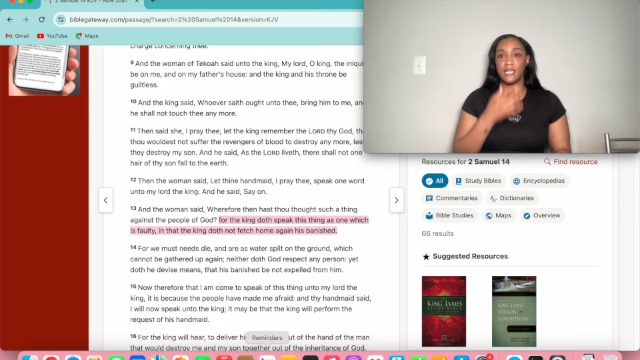 2 Samuel 14 KJV - Now Joab
biblegateway.com/passage/?search=2%20Samuel%2014&version=KJV
Gmail YouTube Maps
charge concerning thee.
9 And the woman of Tekoah said unto the king, My lord, O king, the iniqui
be on me, and on my father's house: and the king and his throne be
guiltless.
10 And the king said, Whoever saith ought unto thee, bring him to me, an
he shall not touch thee any more.
11 Then said she, I pray thee, let the king remember the LORD thy God, tha
thou wouldest not suffer the revengers of blood to destroy any more, les
they destroy my son. And he said, As the LORD liveth, there shall not one
hair of thy son fall to the earth.
12 Then the woman said, Let thine handmaid, I pray thee, speak one word
unto my lord the king. And he said, Say on.
13 And the woman said, Wherefore then hast thou thought such a thing
against the people of God? for the king doth speak this thing as one which
is faulty, in that the king doth not fetch home again his banished.
14 For we must needs die, and are as water spilt on the ground, which
cannot be gathered up again; neither doth God respect any person: yet
doth he devise means, that his banished be not expelled from him.
15 Now therefore that I am come to speak of this thing unto my lord the
king, it is because the people have made me afraid: and thy handmaid said,
I will now speak unto the king; it may be that the king will perform the
request of his handmaid.
16 For the king will hear, to deliver hi
out of the hand of the man
that would destroy me and my son together out of the inheritance of God.
Reminders
Resources for 2 Samuel 14 Find resource
All Study Bibles Encyclopedias
Commentaries Dictionaries
Bible Studies Maps Overview
66 results
Suggested Resources
KING JAMES
STUDY BIBLE
KING JAMES
VERSION
COMMENTARY